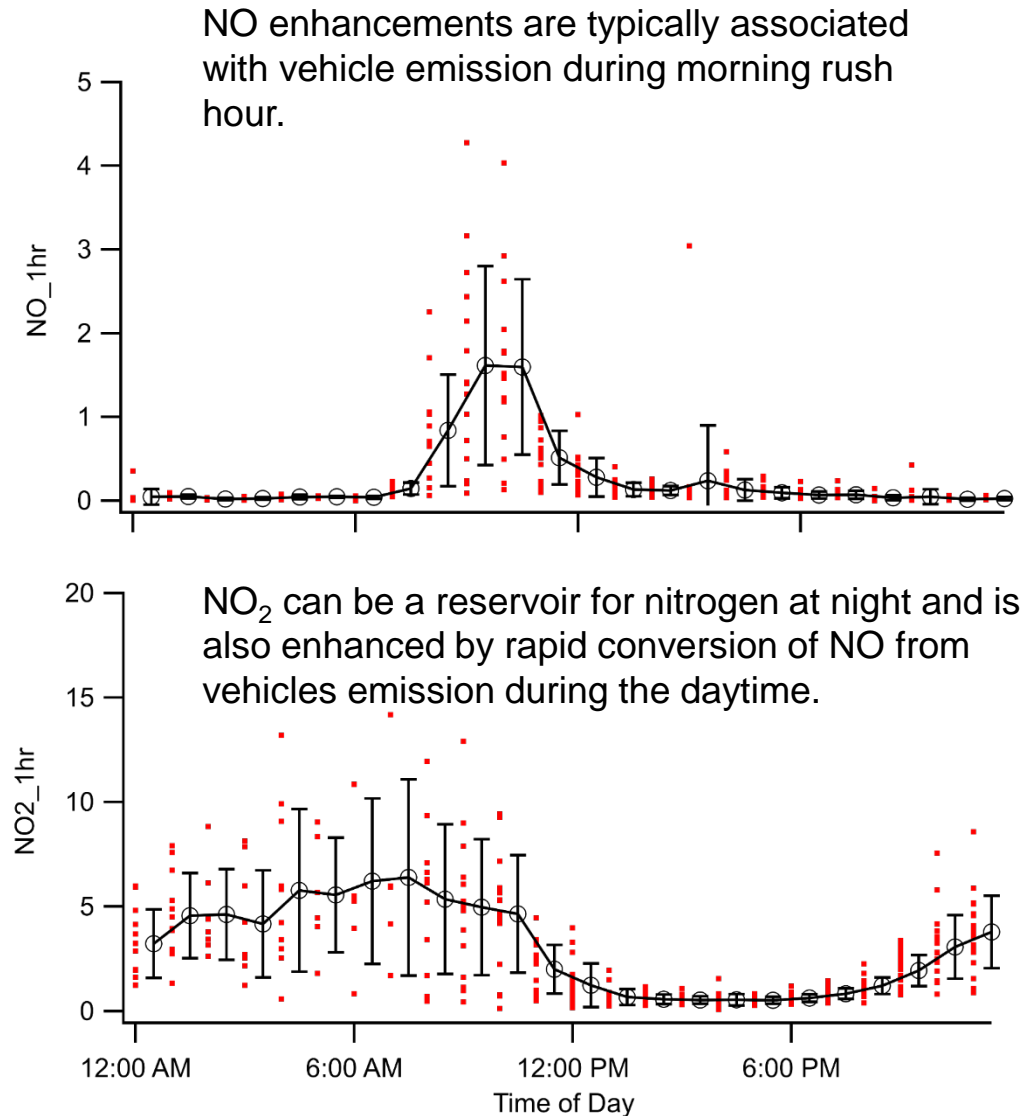 NO enhancements are typically associated
with vehicle emission during morning rush
hour.
5
4
3
2
1
0
NO_1hr
NO₂ can be a reservoir for nitrogen at night and is
also enhanced by rapid conversion of NO from
vehicles emission during the daytime.
20
15
10
5
0
NO2_1hr
12:00 AM
6:00 AM
12:00 PM
6:00 PM
Time of Day